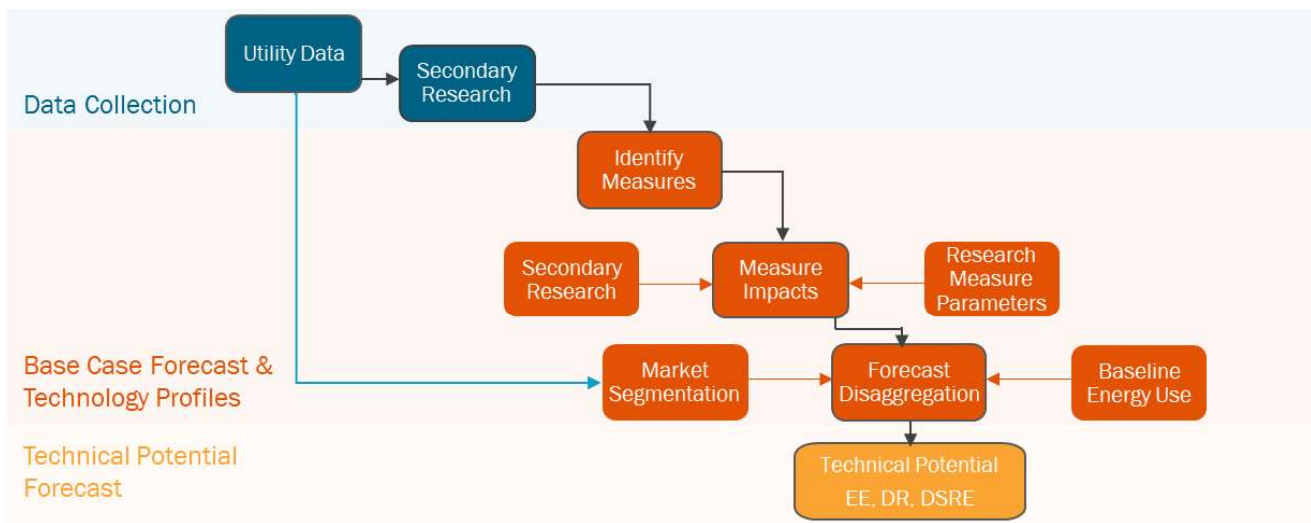 Utility Data
Secondary
Research
Data Collection
Identify
Measures
Secondary
Research
Measure
Impacts
Research
Measure
Parameters
Base Case Forecast &
Technology Profiles
Market
Segmentation
Forecast
Disaggregation
Baseline
Energy Use
Technical Potential
Forecast
Technical Potential
EE, DR, DSRE